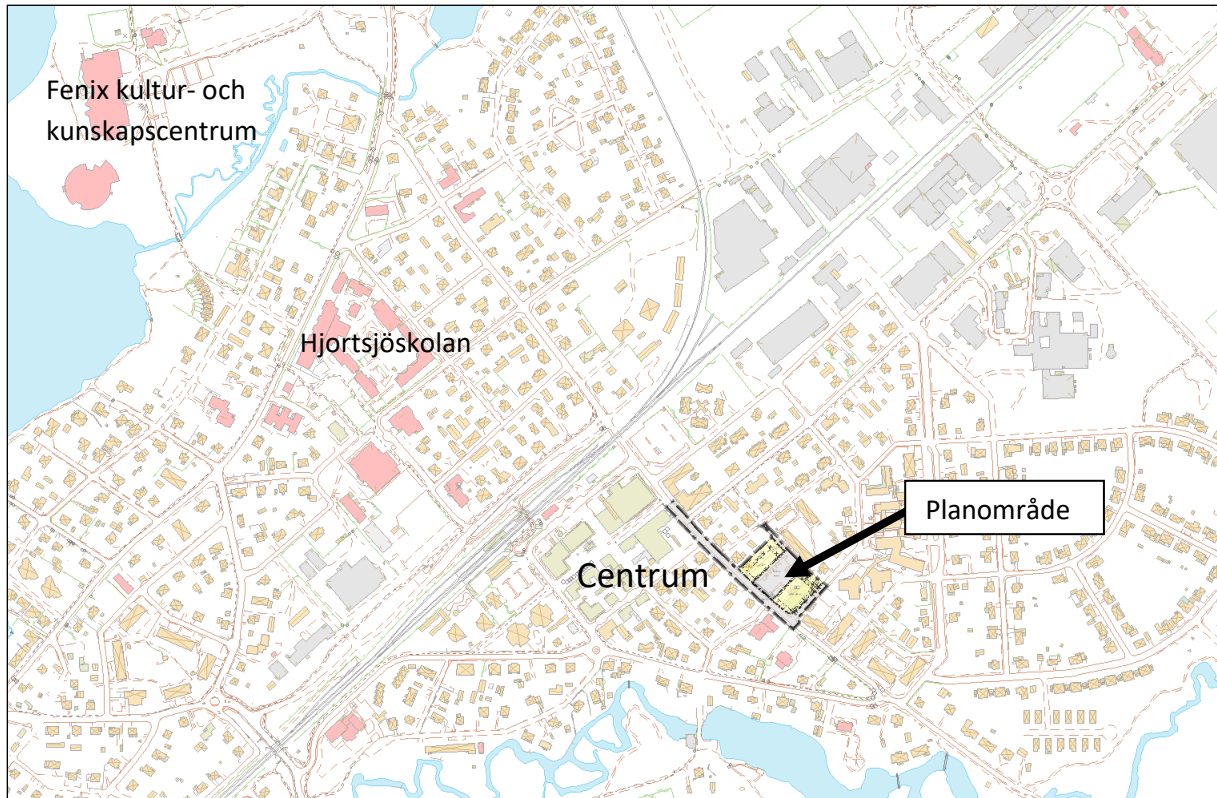 Fenix kultur- och
kunskapscentrum
Hjortsjöskolan
Planområde
Centrum